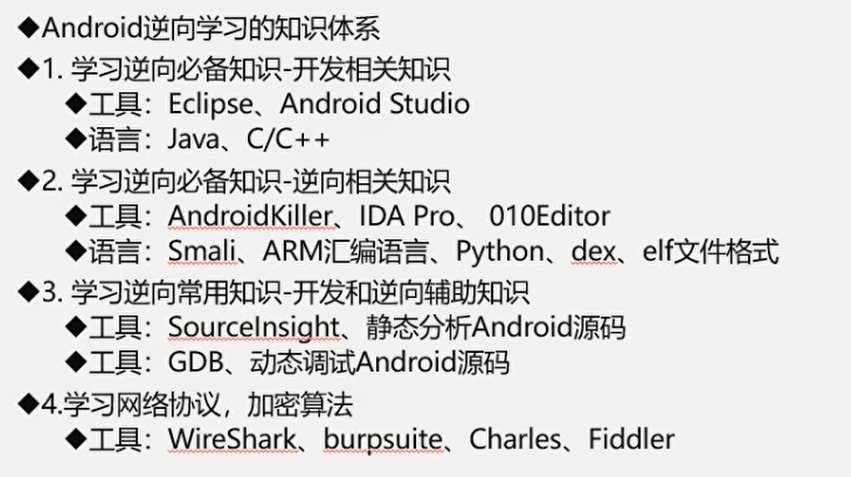 ◆Android逆向学习的知识体系
◆1. 学习逆向必备知识-开发相关知识
◆工具：Eclipse、Android Studio
◆语言：Java、C/C++
◆2. 学习逆向必备知识-逆向相关知识
◆工具：AndroidKiller、IDA Pro、 010Editor
◆语言：Smali、ARM汇编语言、Python、dex、elf文件格式
◆3. 学习逆向常用知识-开发和逆向辅助知识
◆工具：SourceInsight、静态分析Android源码
◆工具：GDB、动态调试Android源码
◆4.学习网络协议，加密算法
◆工具：WireShark、burpsuite、Charles、Fiddler